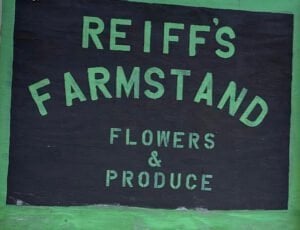 REIFF'S
FARMSTAND
FLOWERS
&
PRODUCE